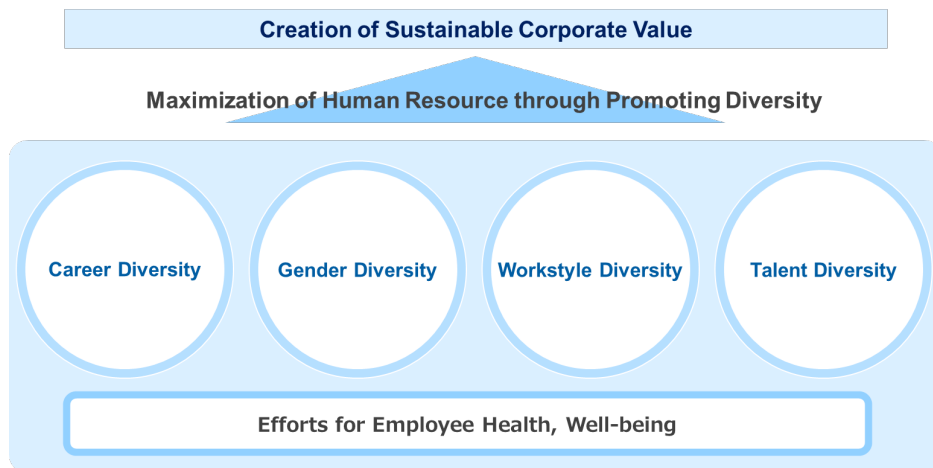 Creation of Sustainable Corporate Value
Maximization of Human Resource through Promoting Diversity
Career Diversity
Gender Diversity
Workstyle Diversity
Talent Diversity
Efforts for Employee Health, Well-being